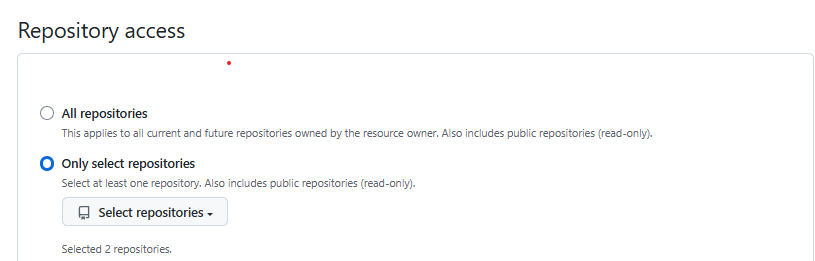 Repository access
All repositories
This applies to all current and future repositories owned by the resource owner. Also includes public repositories (read-only).
Only select repositories
Select at least one repository. Also includes public repositories (read-only).
Select repositories
Selected 2 repositories.